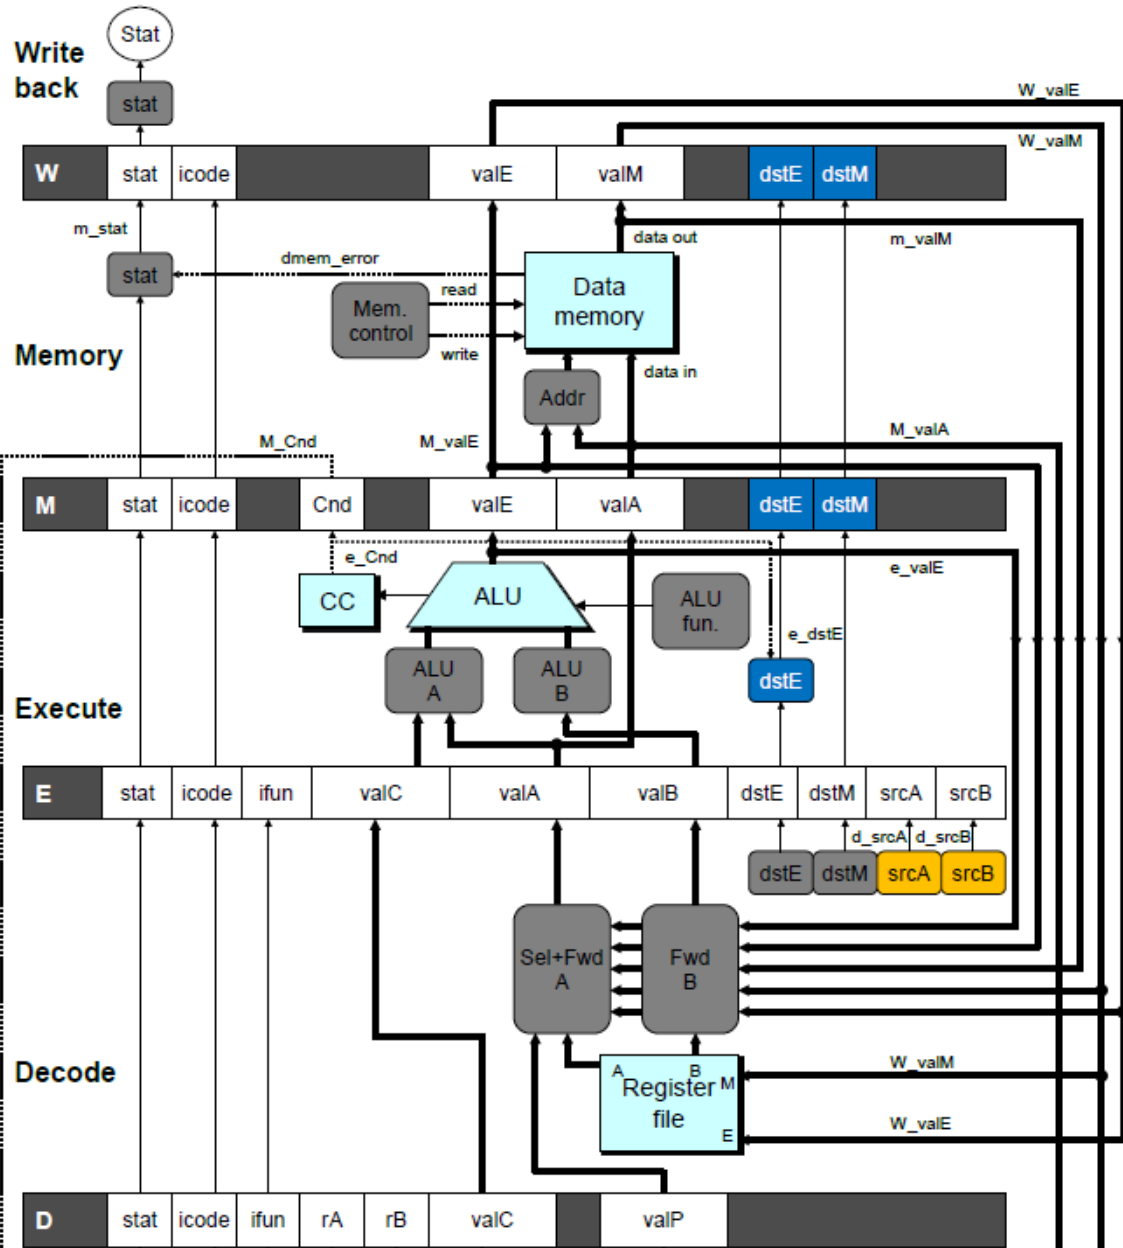 Stat
Write
back
stat
W_valE
W_valM
W stat icode valE valM dstE dstM
m_stat
data out
m_valM
dmem_error
stat
read
Mem.
control
Data
memory
write
Memory
data in
Addr
M_Cnd
M_valE
M_valA
M stat icode Cnd valE valA dstE dstM
e_Cnd
e_valE
CC
ALU
ALU
fun.
e_dstE
ALU
A
ALU
B
dstE
Execute
E stat icode ifun valC valA valB dstE dstM srcA srcB
d_srcA d_srcB
dstE dstM srcA srcB
Sel+Fwd
A
Fwd
B
Decode
A B
W_valM
Register M
file
W_valE
E
D stat icode ifun rA rB valC valP